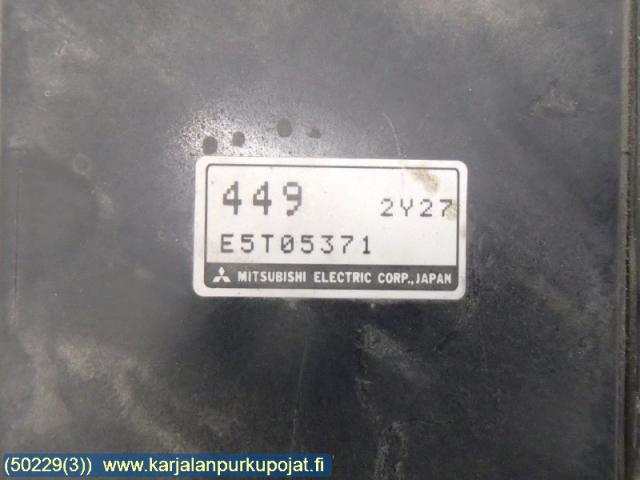 449 2Y27
E5T05371
MITSUBISHI ELECTRIC CORP., JAPAN
(50229(3)) www.karjalanpurkupojat.fi